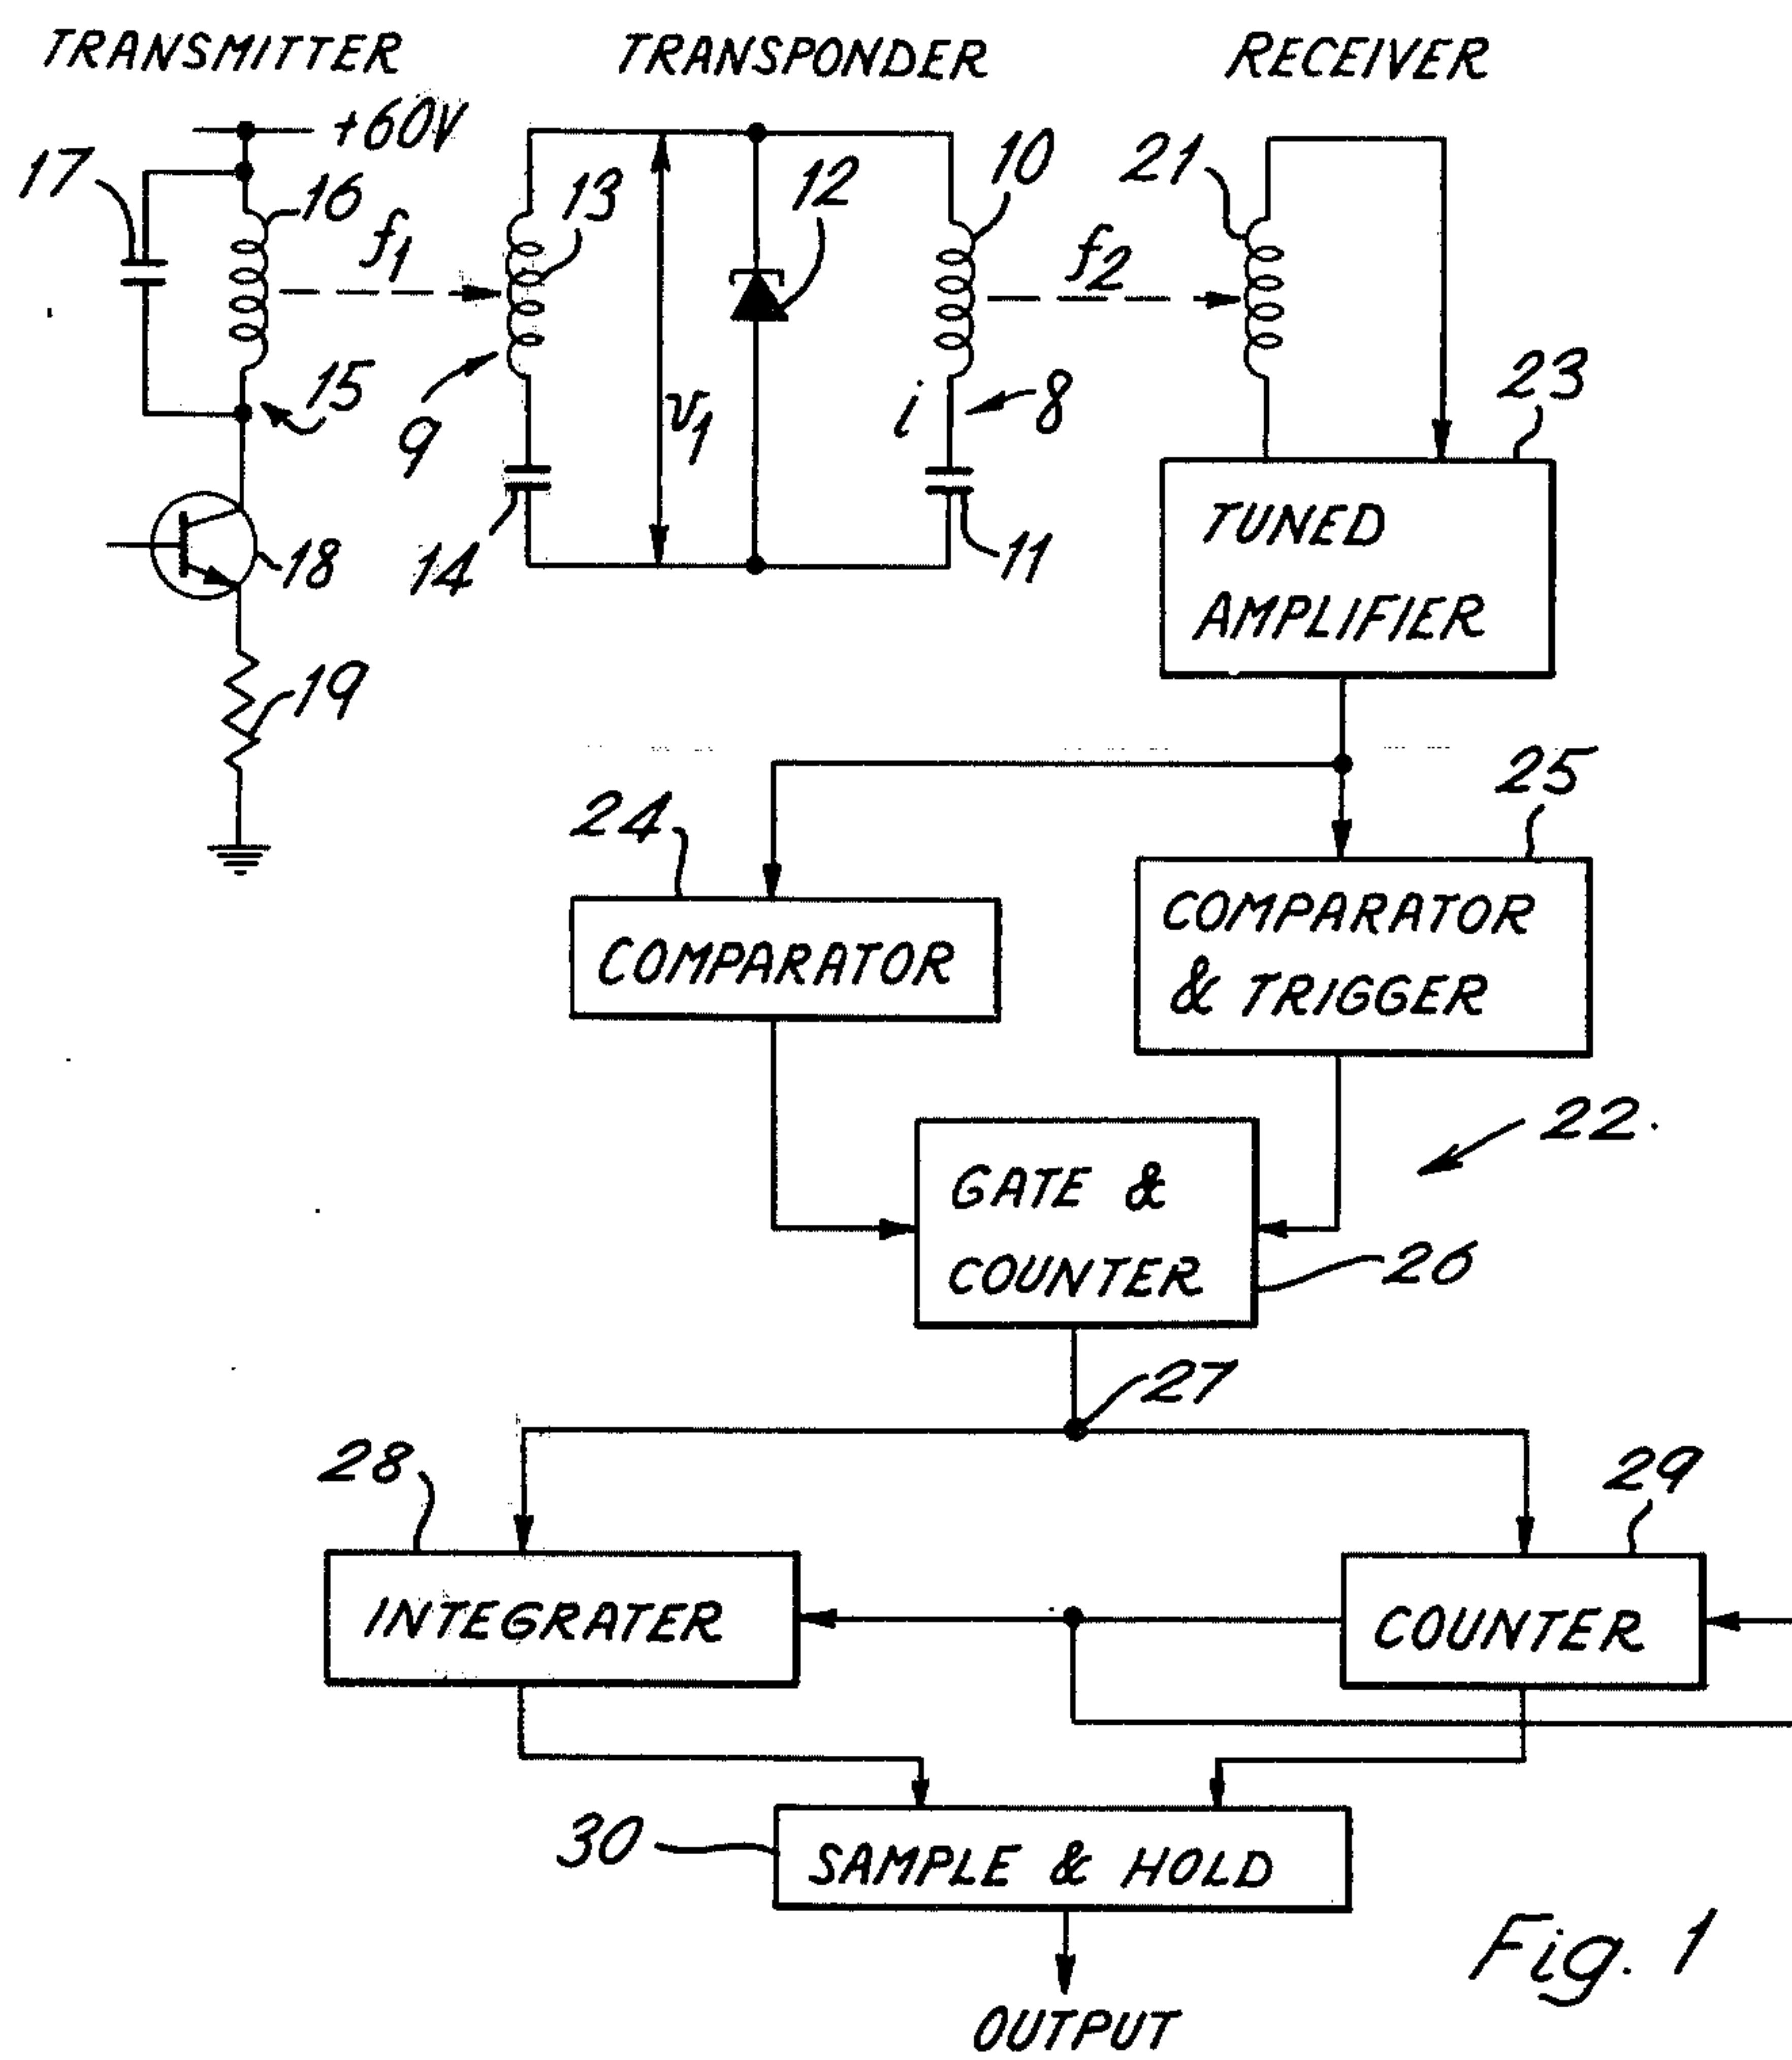 TRANSMITTER
TRANSPONDER
RECEIVER
+60V
17
16
f1
13
12
10
f2
21
15
9
v1
i
8
23
14
11
18
TUNED
AMPLIFIER
19
24
25
COMPARATOR
COMPARATOR
& TRIGGER
22.
GATE &
COUNTER
26
27
28
29
INTEGRATER
COUNTER
30
SAMPLE & HOLD
Fig. 1
OUTPUT